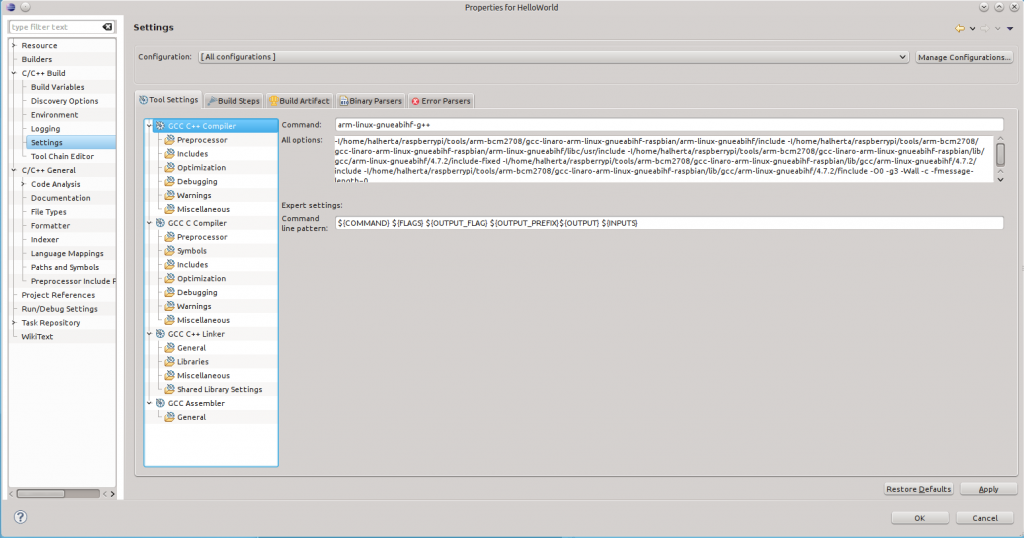 Properties for HelloWorld
type filter text
Resource
Builders
C/C++ Build
Build Variables
Discovery Options
Environment
Logging
Settings
Tool Chain Editor
C/C++ General
Code Analysis
Documentation
File Types
Formatter
Indexer
Language Mappings
Paths and Symbols
Preprocessor Include P
Project References
Run/Debug Settings
Task Repository
WikiText
Settings
Configuration: [ All configurations ] Manage Configurations...
Tool Settings Build Steps Build Artifact Binary Parsers Error Parsers
GCC C++ Compiler
Preprocessor
Includes
Optimization
Debugging
Warnings
Miscellaneous
GCC C Compiler
Preprocessor
Symbols
Includes
Optimization
Debugging
Warnings
Miscellaneous
GCC C++ Linker
General
Libraries
Miscellaneous
Shared Library Settings
GCC Assembler
General
Command: arm-linux-gnueabihf-g++
All options: -I/home/halherta/raspberrypi/tools/arm-bcm2708/gcc-linaro-arm-linux-gnueabihf-raspbian/arm-linux-gnueabihf/include -I/home/halherta/raspberrypi/tools/arm-bcm2708/
gcc-linaro-arm-linux-gnueabihf-raspbian/arm-linux-gnueabihf/libc/usr/include -I/home/halherta/raspberrypi/tools/arm-bcm2708/gcc-linaro-arm-linux-gnueabihf-raspbian/lib/
gcc/arm-linux-gnueabihf/4.7.2/include-fixed -I/home/halherta/raspberrypi/tools/arm-bcm2708/gcc-linaro-arm-linux-gnueabihf-raspbian/lib/gcc/arm-linux-gnueabihf/4.7.2/
include -I/home/halherta/raspberrypi/tools/arm-bcm2708/gcc-linaro-arm-linux-gnueabihf-raspbian/lib/gcc/arm-linux-gnueabihf/4.7.2/finclude -O0 -g3 -Wall -c -fmessage-
length=0
Expert settings:
Command
line pattern: ${COMMAND} ${FLAGS} ${OUTPUT_FLAG} ${OUTPUT_PREFIX}${OUTPUT} ${INPUTS}
Restore Defaults Apply
OK Cancel